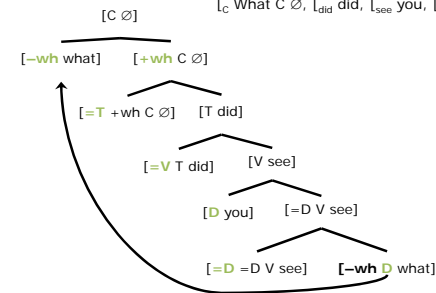 [C What C ∅, [did did, [see you, [
[C ∅]
[−wh what] [+wh C ∅]
[=T +wh C ∅] [T did]
[=V T did] [V see]
[D you] [=D V see]
[=D =D V see] [−wh D what]